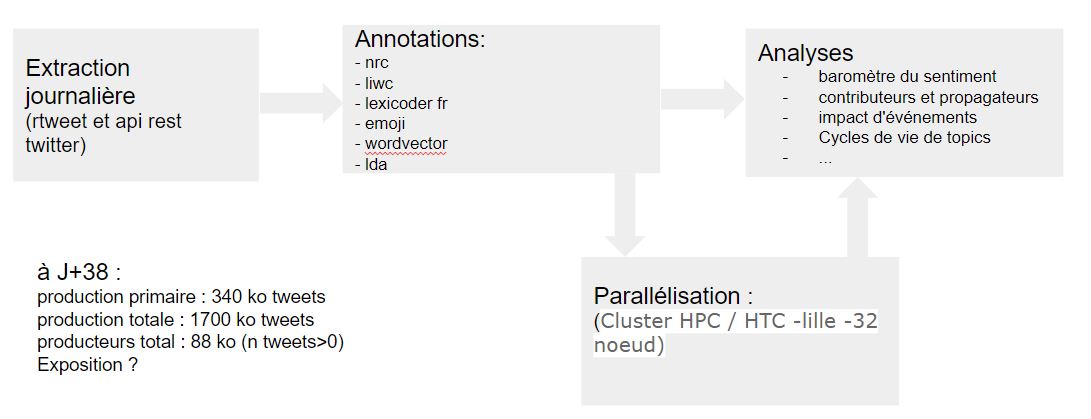 Extraction
journalière
(rtweet et api rest
twitter)
Annotations:
- nrc
- liwc
- lexicoder fr
- emoji
- wordvector
- lda
Analyses
- baromètre du sentiment
- contributeurs et propagateurs
- impact d'événements
- Cycles de vie de topics
- ...
à J+38 :
production primaire : 340 ko tweets
production totale : 1700 ko tweets
producteurs total : 88 ko (n tweets>0)
Exposition ?
Parallélisation :
(Cluster HPC / HTC -lille -32
noeud)